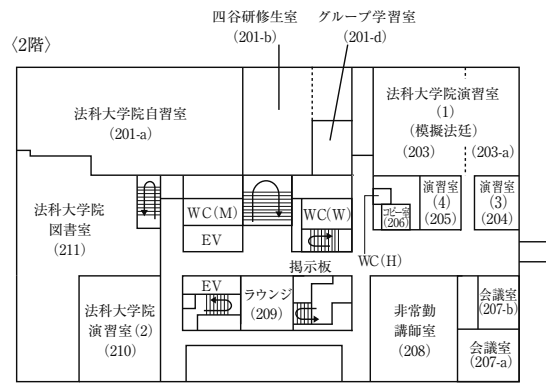 四谷研修生室
(201-b)
グループ学習室
(201-d)
〈2階〉
法科大学院自習室
(201-a)
法科大学院演習室
(1)
(模擬法廷)
(203)
(203-a)
法科大学院
図書室
(211)
WC(M)
EV
WC(W)
コピー室
(206)
演習室
(4)
(205)
演習室
(3)
(204)
WC(H)
掲示板
EV
ラウンジ
(209)
法科大学院
演習室(2)
(210)
非常勤
講師室
(208)
会議室
(207-b)
会議室
(207-a)